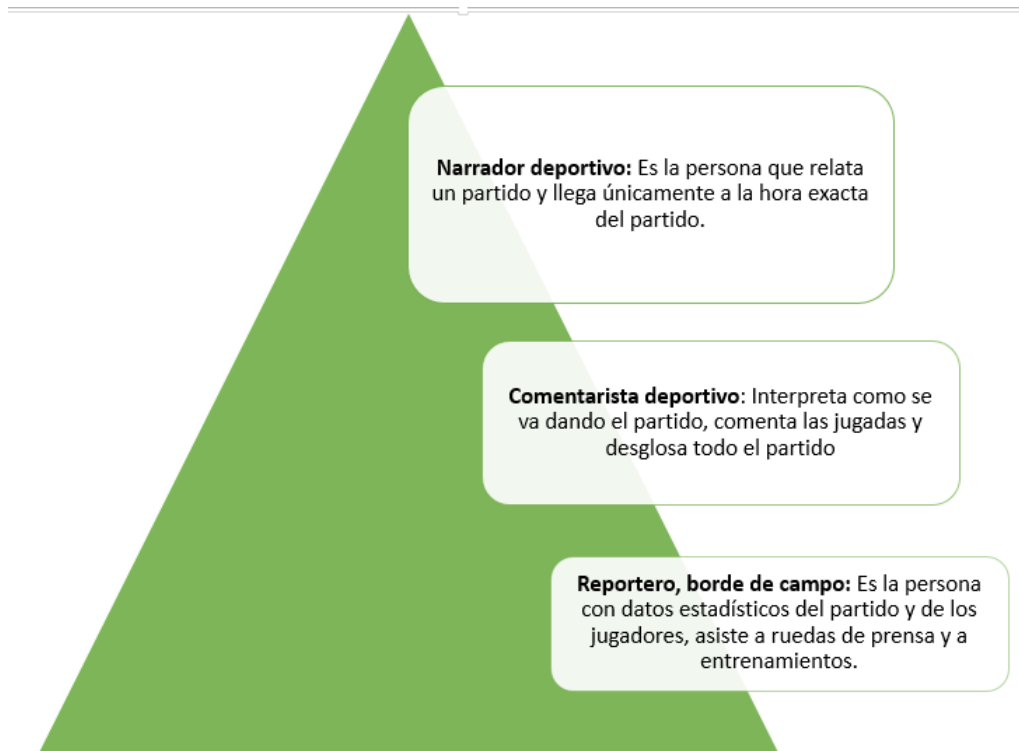 Narrador deportivo: Es la persona que relata
un partido y llega únicamente a la hora exacta
del partido.
Comentarista deportivo: Interpreta como se
va dando el partido, comenta las jugadas y
desglosa todo el partido
Reportero, borde de campo: Es la persona
con datos estadísticos del partido y de los
jugadores, asiste a ruedas de prensa y a
entrenamientos.